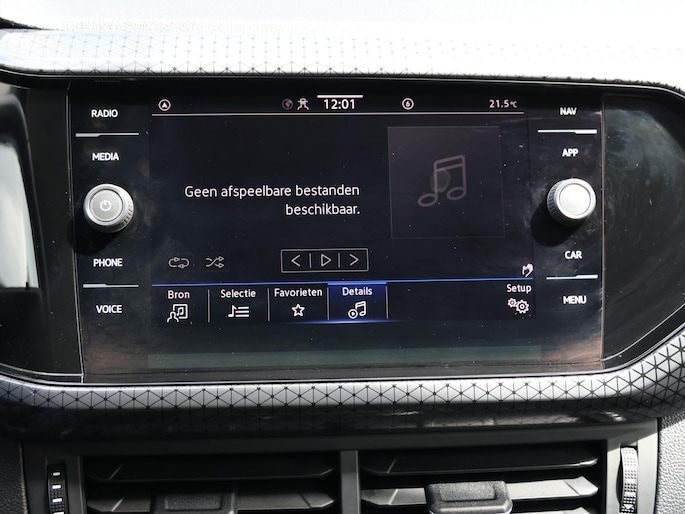 RADIO
MEDIA
PHONE
VOICE
12:01
6
21.5°C
Geen afspeelbare bestanden
beschikbaar.
Bron
Selectie
Favorieten
Details
Setup
NAV
APP
CAR
MENU